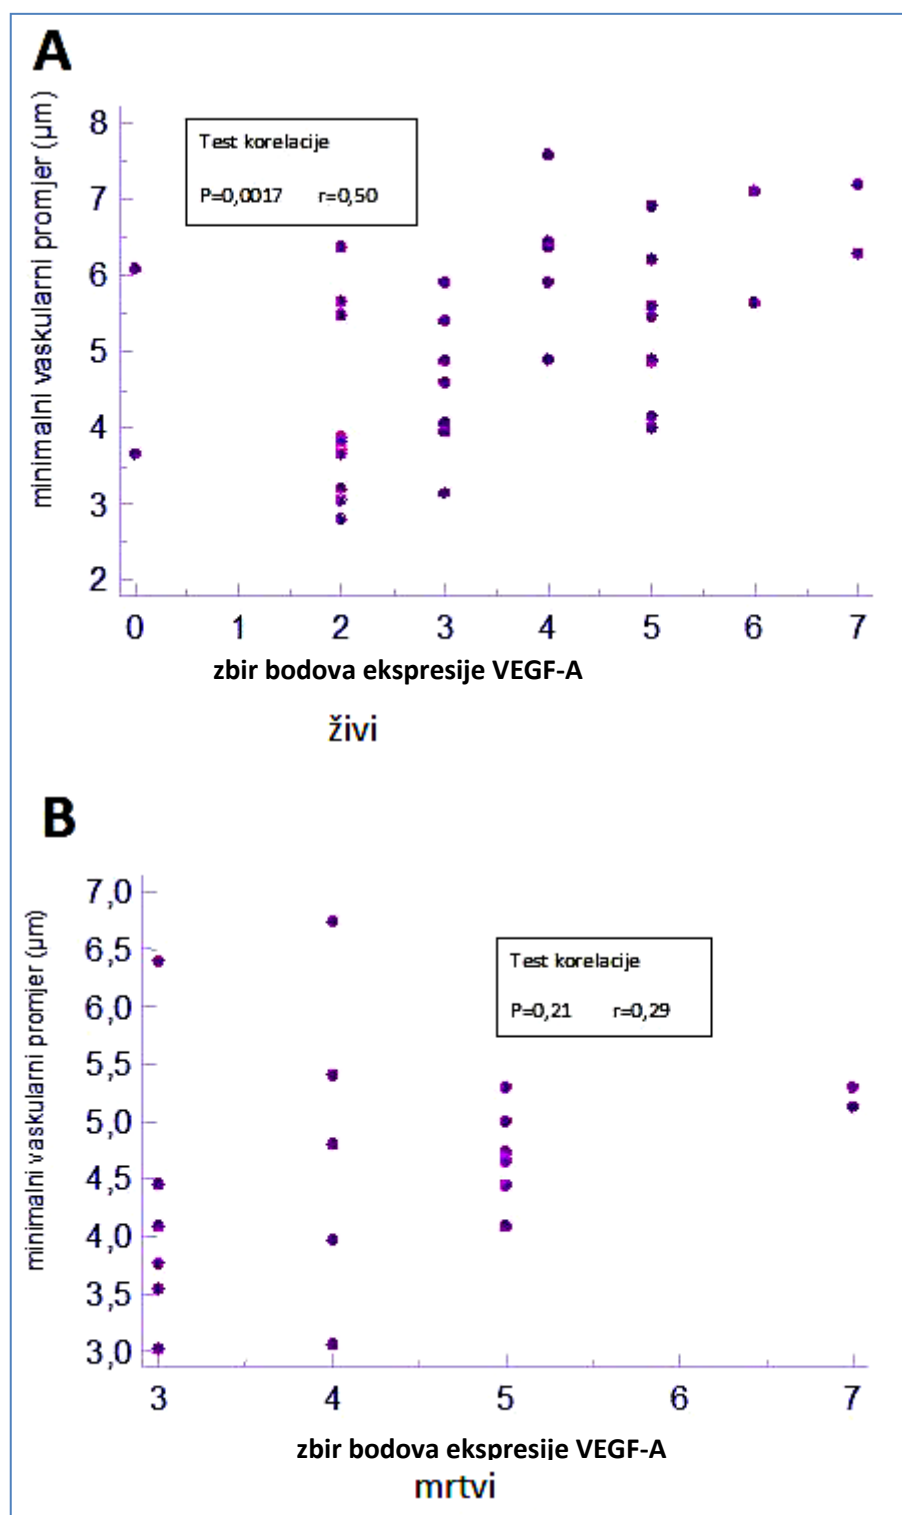 A
minimalni vaskularni promjer (µm)
8
7
6
5
4
3
2
Test korelacije
P=0,0017 r=0,50
0 1 2 3 4 5 6 7
zbir bodova ekspresije VEGF-A
živi
B
minimalni vaskularni promjer (µm)
7,0
6,5
6,0
5,5
5,0
4,5
4,0
3,5
3,0
Test korelacije
P=0,21 r=0,29
3 4 5 6 7
zbir bodova ekspresije VEGF-A
mrtvi